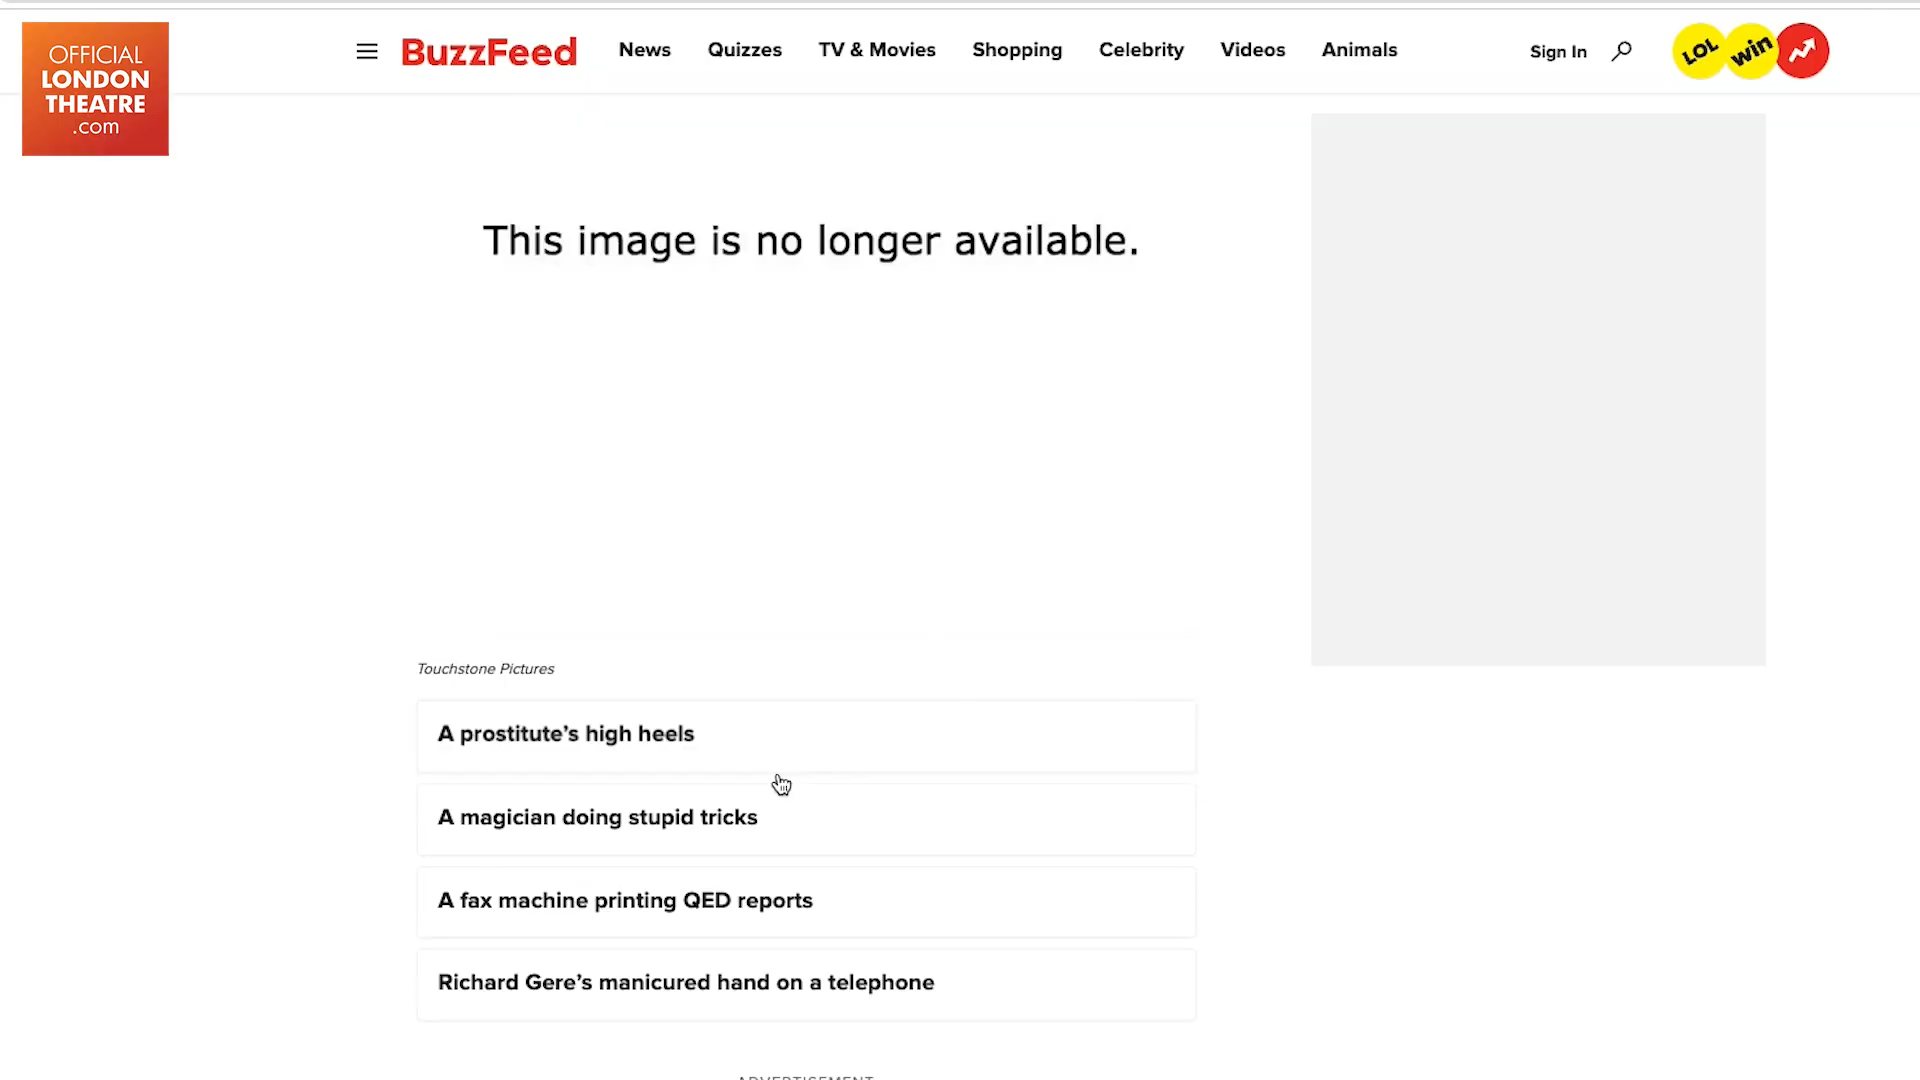 OFFICIAL
LONDON
THEATRE
.com
BuzzFeed
News
Quizzes
TV & Movies
Shopping
Celebrity
Videos
Animals
Sign In
LOL
win
This image is no longer available.
Touchstone Pictures
A prostitute’s high heels
A magician doing stupid tricks
A fax machine printing QED reports
Richard Gere’s manicured hand on a telephone
ADVERTISEMENT